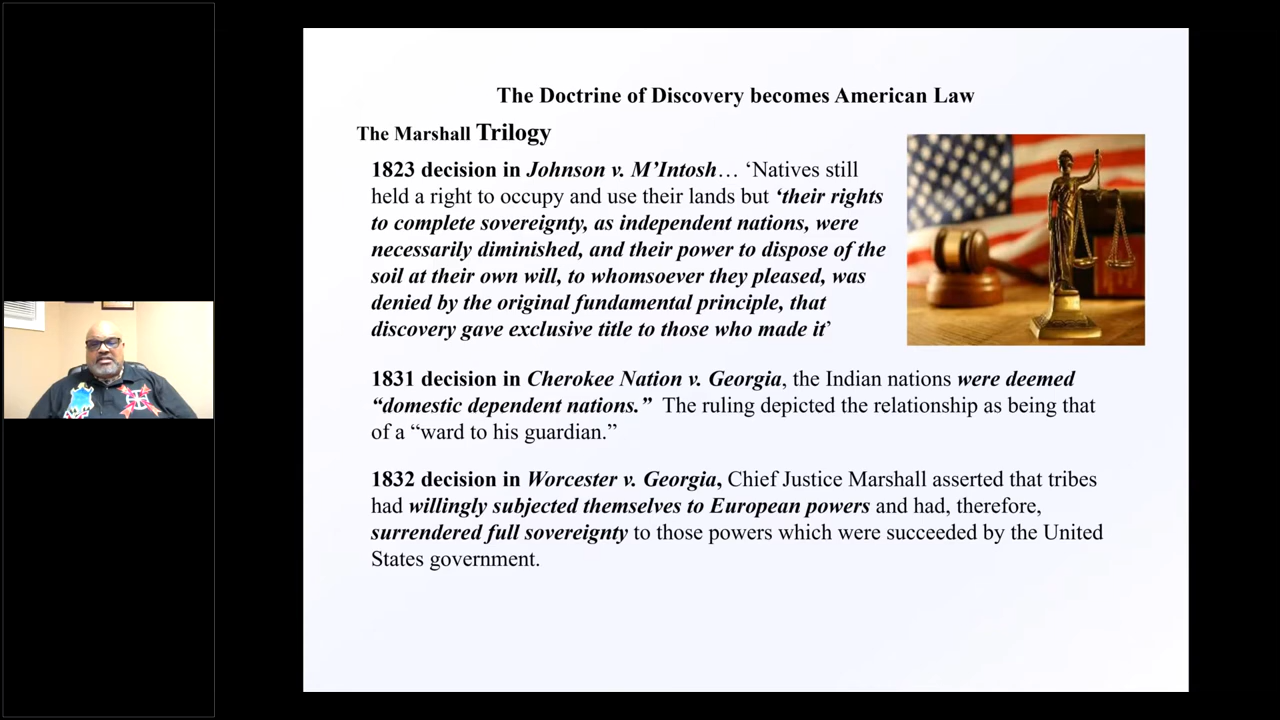 The Doctrine of Discovery becomes American Law
The Marshall Trilogy
1823 decision in Johnson v. M’Intosh… ‘Natives still
held a right to occupy and use their lands but ‘their rights
to complete sovereignty, as independent nations, were
necessarily diminished, and their power to dispose of the
soil at their own will, to whomsoever they pleased, was
denied by the original fundamental principle, that
discovery gave exclusive title to those who made it’
1831 decision in Cherokee Nation v. Georgia, the Indian nations were deemed
“domestic dependent nations.” The ruling depicted the relationship as being that
of a “ward to his guardian.”
1832 decision in Worcester v. Georgia, Chief Justice Marshall asserted that tribes
had willingly subjected themselves to European powers and had, therefore,
surrendered full sovereignty to those powers which were succeeded by the United
States government.